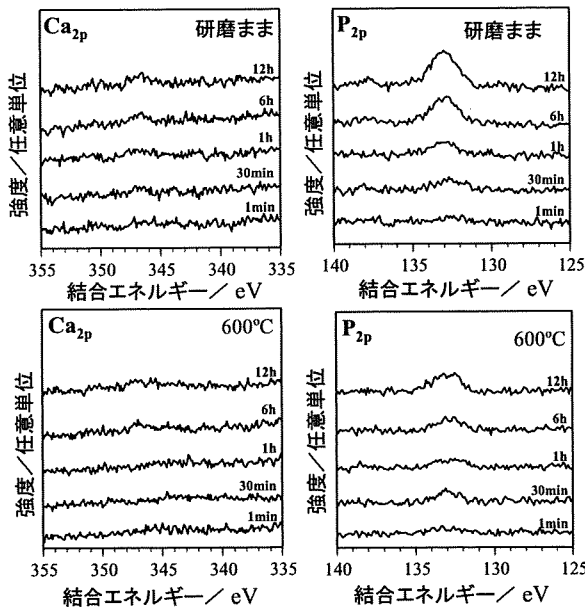 Ca2p 研磨まま
12h
6h
1h
30min
1min
355 350 345 340 335
結合エネルギー/ eV
強度/任意単位
P2p 研磨まま
12h
6h
1h
30min
1min
140 135 130 125
結合エネルギー/ eV
強度/任意単位
Ca2p 600ºC
12h
6h
1h
30min
1min
355 350 345 340 335
結合エネルギー/ eV
強度/任意単位
P2p 600ºC
12h
6h
1h
30min
1min
140 135 130 125
結合エネルギー/ eV
強度/任意単位